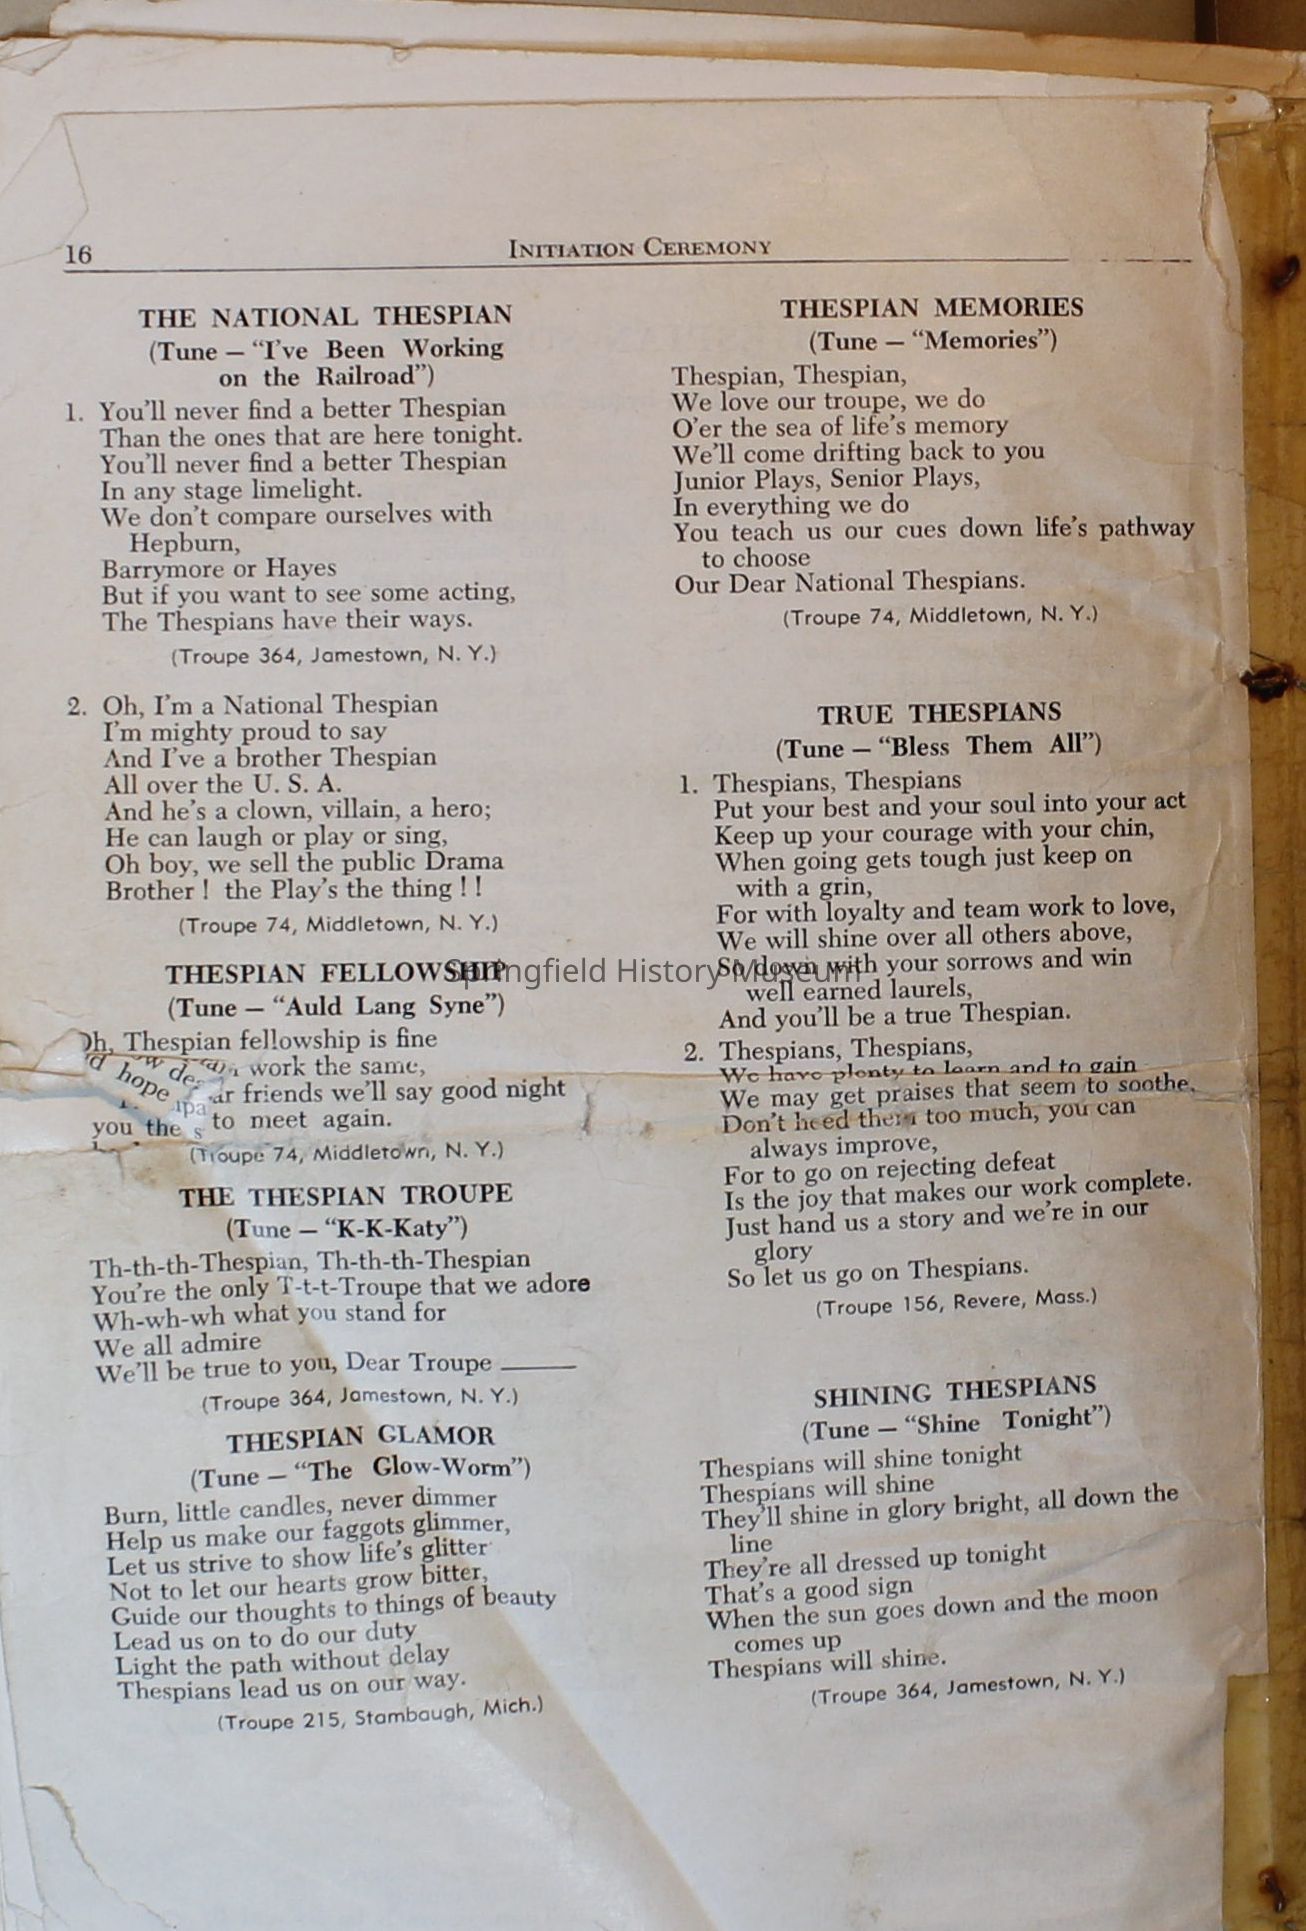 16
INITIATION CEREMONY
THE NATIONAL THESPIAN
(Tune — “I’ve Been Working
on the Railroad”)
1. You’ll never find a better Thespian
Than the ones that are here tonight.
You’ll never find a better Thespian
In any stage limelight.
We don’t compare ourselves with
Hepburn,
Barrymore or Hayes
But if you want to see some acting,
The Thespians have their ways.
(Troupe 364, Jamestown, N. Y.)
2. Oh, I’m a National Thespian
I’m mighty proud to say
And I’ve a brother Thespian
All over the U. S. A.
And he’s a clown, villain, a hero;
He can laugh or play or sing,
Oh boy, we sell the public Drama
Brother ! the Play’s the thing ! !
(Troupe 74, Middletown, N. Y.)
THESPIAN FELLOWSHIP
(Tune — “Auld Lang Syne”)
Oh, Thespian fellowship is fine
work the same,
hope
friends we’ll say good night
you the
to meet again.
(Troupe 74, Middletown, N. Y.)
THE THESPIAN TROUPE
(Tune — “K-K-Katy”)
Th-th-th-Thespian, Th-th-th-Thespian
You’re the only T-t-t-Troupe that we adore
Wh-wh-wh what you stand for
We all admire
We’ll be true to you, Dear Troupe ______
(Troupe 364, Jamestown, N. Y.)
THESPIAN GLAMOR
(Tune — “The Glow-Worm”)
Burn, little candles, never dimmer
Help us make our faggots glimmer,
Let us strive to show life’s glitter
Not to let our hearts grow bitter,
Guide our thoughts to things of beauty
Lead us on to do our duty
Light the path without delay
Thespians lead us on our way.
(Troupe 215, Stambaugh, Mich.)
THESPIAN MEMORIES
(Tune — “Memories”)
Thespian, Thespian,
We love our troupe, we do
O’er the sea of life’s memory
We’ll come drifting back to you
Junior Plays, Senior Plays,
In everything we do
You teach us our cues down life’s pathway
to choose
Our Dear National Thespians.
(Troupe 74, Middletown, N. Y.)
TRUE THESPIANS
(Tune — “Bless Them All”)
1. Thespians, Thespians
Put your best and your soul into your act
Keep up your courage with your chin,
When going gets tough just keep on
with a grin,
For with loyalty and team work to love,
We will shine over all others above,
So down with your sorrows and win
well earned laurels,
And you’ll be a true Thespian.
2. Thespians, Thespians,
We have plenty to learn and to gain
We may get praises that seem to soothe,
Don’t heed them too much, you can
always improve,
For to go on rejecting defeat
Is the joy that makes our work complete.
Just hand us a story and we’re in our
glory
So let us go on Thespians.
(Troupe 156, Revere, Mass.)
SHINING THESPIANS
(Tune — “Shine Tonight”)
Thespians will shine tonight
Thespians will shine
They’ll shine in glory bright, all down the
line
They’re all dressed up tonight
That’s a good sign
When the sun goes down and the moon
comes up
Thespians will shine.
(Troupe 364, Jamestown, N. Y.)
Springfield History Museum